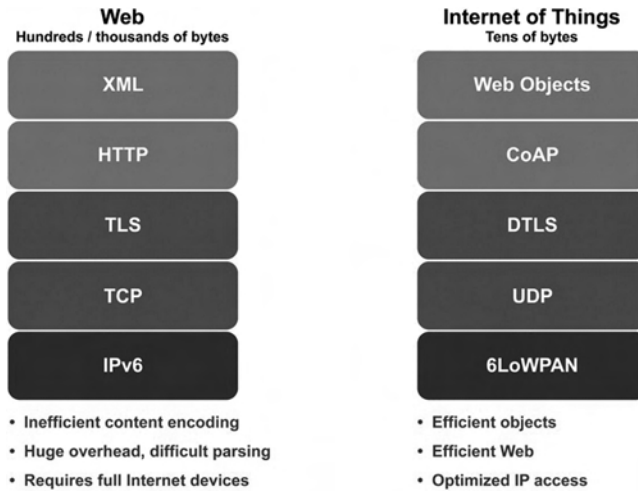 Web
Hundreds / thousands of bytes
XML
HTTP
TLS
TCP
IPv6
• Inefficient content encoding
• Huge overhead, difficult parsing
• Requires full Internet devices
Internet of Things
Tens of bytes
Web Objects
CoAP
DTLS
UDP
6LoWPAN
• Efficient objects
• Efficient Web
• Optimized IP access